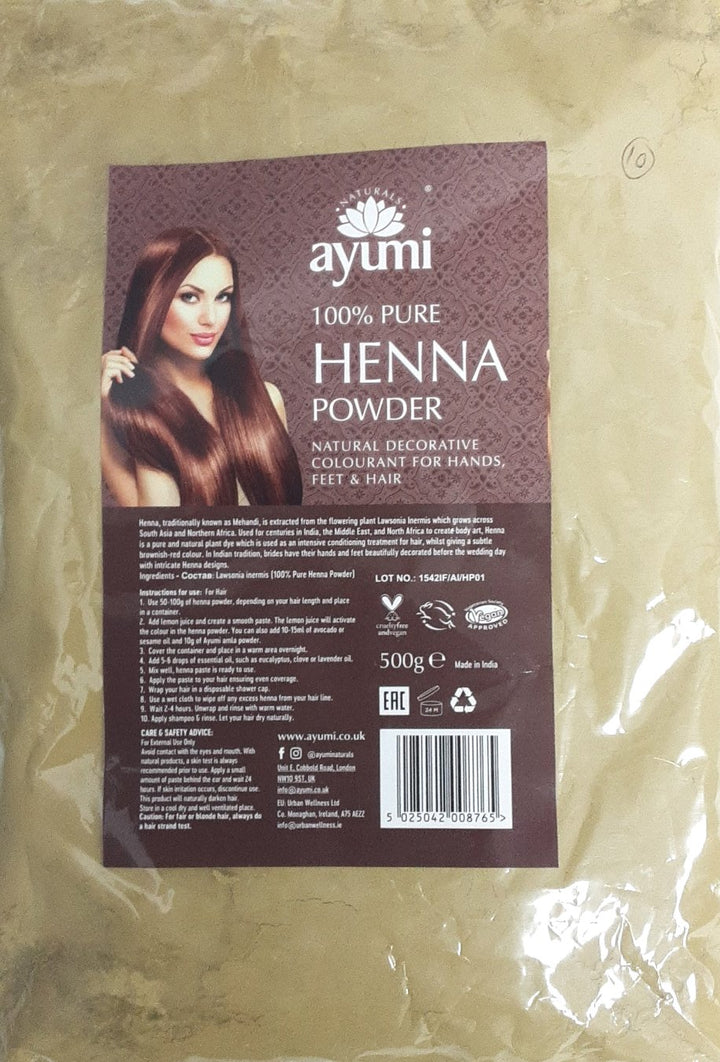 10
NATURALS
®
ayumi
100% PURE
HENNA
POWDER
NATURAL DECORATIVE
COLOURANT FOR HANDS,
FEET & HAIR
Henna, traditionally known as Mehandi, is extracted from the flowering plant Lawsonia Inermis which grows across
South Asia and Northern Africa. Used for centuries in India, the Middle East, and North Africa to create body art, Henna
is a pure and natural plant dye which is used as an intensive conditioning treatment for hair, whilst giving a subtle
brownish-red colour. In Indian tradition, brides have their hands and feet beautifully decorated before the wedding day
with intricate Henna designs.
Ingredients - Состав: Lawsonia inermis (100% Pure Henna Powder)
Instructions for use: For Hair
1. Use 50-100g of henna powder, depending on your hair length and place
in a container.
2. Add lemon juice and create a smooth paste. The lemon juice will activate
the colour in the henna powder. You can also add 10-15ml of avocado or
sesame oil and 10g of Ayumi amla powder.
3. Cover the container and place in a warm area overnight.
4. Add 5-6 drops of essential oil, such as eucalyptus, clove or lavender oil.
5. Mix well, henna paste is ready to use.
6. Apply the paste to your hair ensuring even coverage.
7. Wrap your hair in a disposable shower cap.
8. Use a wet cloth to wipe off any excess henna from your hair line.
9. Wait 2-4 hours. Unwrap and rinse with warm water.
10. Apply shampoo & rinse. Let your hair dry naturally.
CARE & SAFETY ADVICE:
For External Use Only
Avoid contact with the eyes and mouth. With
natural products, a skin test is always
recommended prior to use. Apply a small
amount of paste behind the ear and wait 24
hours. If skin irritation occurs, discontinue use.
This product will naturally darken hair.
Store in a cool dry and well ventilated place.
Caution: For fair or blonde hair, always do
a hair strand test.
www.ayumi.co.uk
@ayuminaturals
Unit E, Cobbold Road, London
NW10 9ST, UK
info@ayumi.co.uk
EU: Urban Wellness Ltd
Co. Monaghan, Ireland, A75 AE22
info@urbanwellness.ie
LOT NO.: 1542IF/AI/HP01
crueltyfree
andvegan
Vegan
APPROVED
500g e Made in India
EAC
24 M
5 025042 008765 >